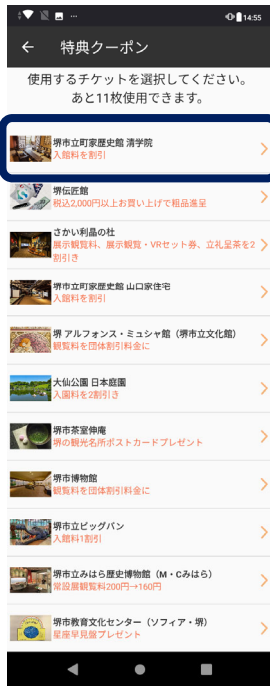 14:55
← 特典クーポン
使用するチケットを選択してください。
あと11枚使用できます。
堺市立町家歴史館 清学院
入館料を割引
堺伝匠館
税込2,000円以上お買い上げで粗品進呈
さかい利晶の杜
展示観覧料、展示観覧・VRセット券、立礼呈茶を2
割引き
堺市立町家歴史館 山口家住宅
入館料を割引
堺 アルフォンス・ミュシャ館（堺市立文化館）
観覧料を団体割引料金に
大仙公園 日本庭園
入園料を2割引き
堺市茶室伸庵
堺の観光名所ポストカードプレゼント
堺市博物館
観覧料を団体割引料金に
堺市立ビッグバン
入館料1割引
堺市立みはら歴史博物館（M・Cみはら）
常設展観覧料200円→160円
堺市教育文化センター（ソフィア・堺）
星座早見盤プレゼント